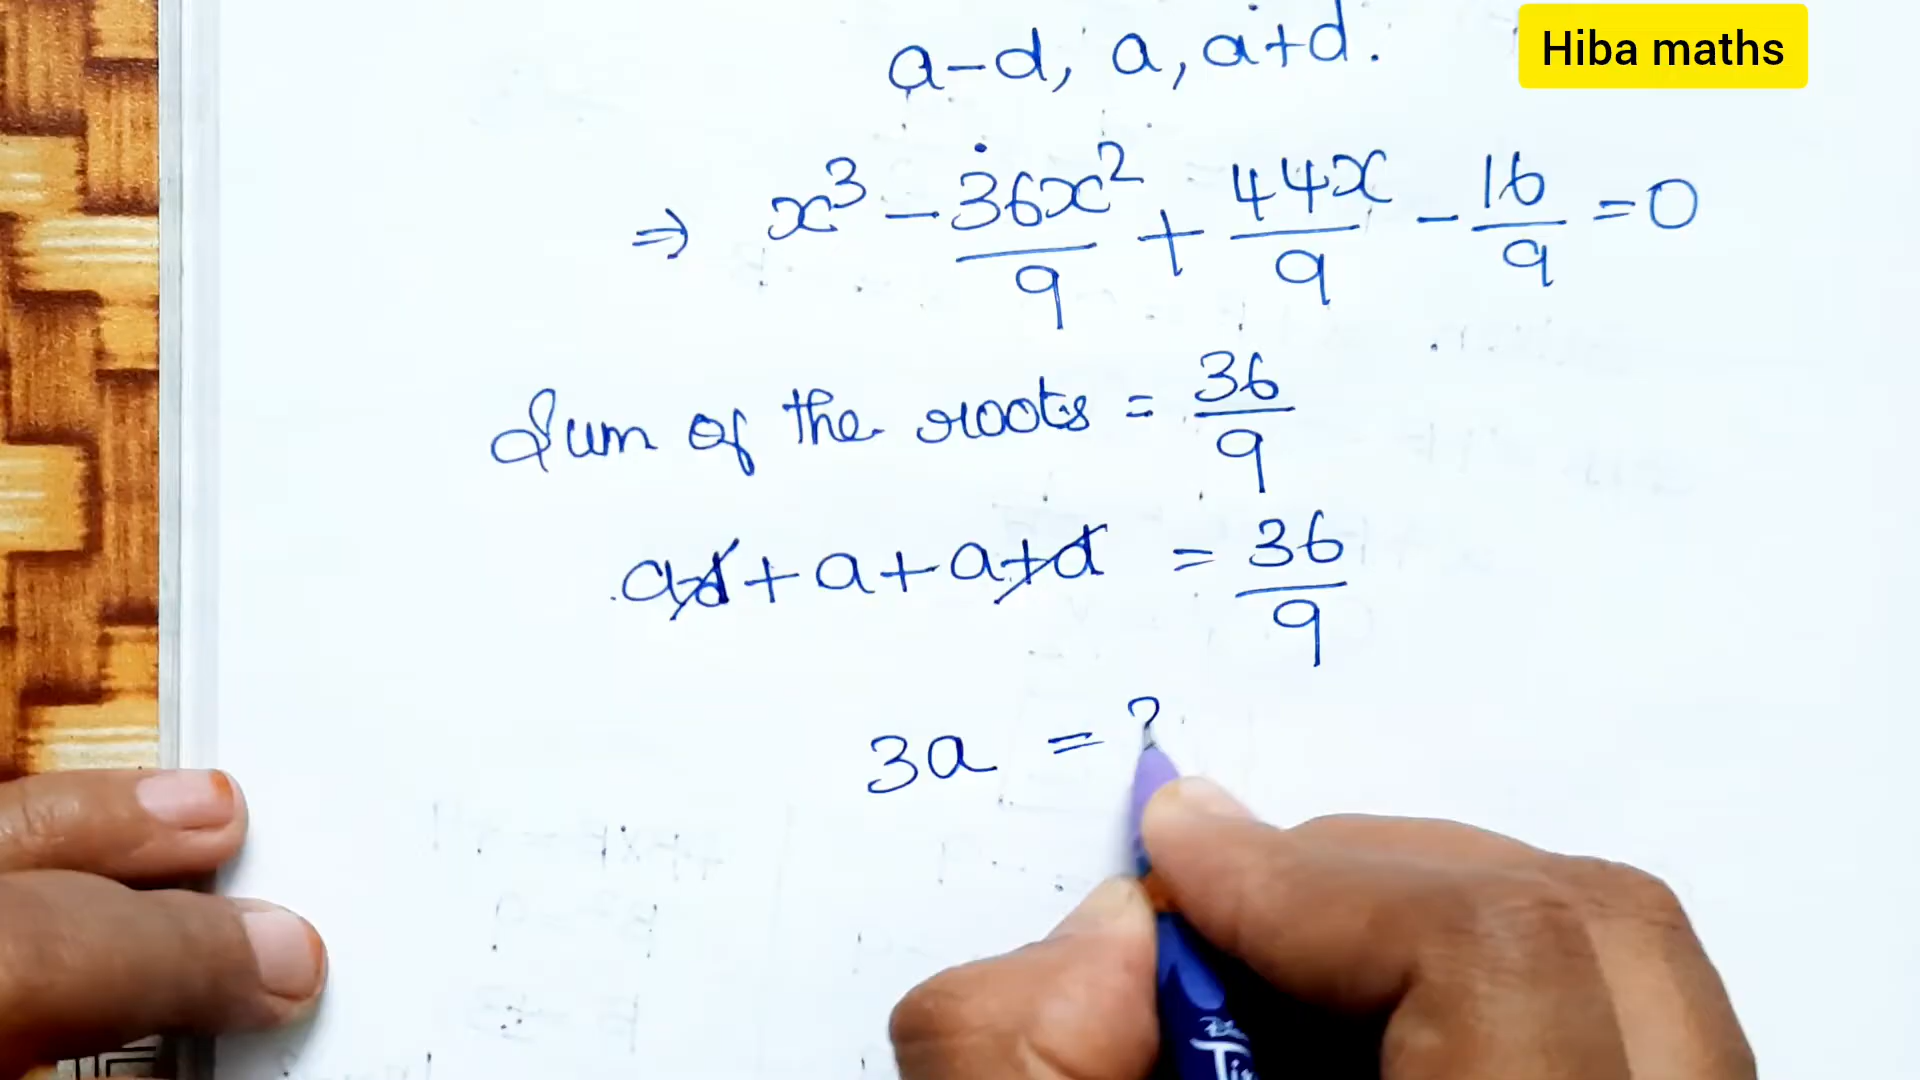 Hiba maths
a-d, a, a+d.
⇒ x³ - 36x²/9 + 44x/9 - 16/9 = 0
Sum of the roots = 36/9
a-d + a + a+d = 36/9
3a =